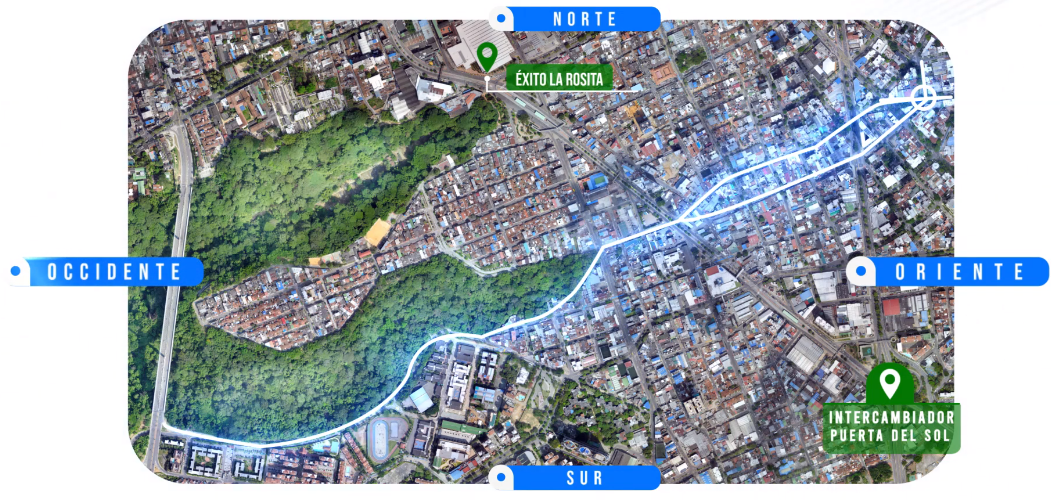 NORTE
ÉXITO LA ROSITA
OCCIDENTE
ORIENTE
INTERCAMBIADOR
PUERTA DEL SOL
SUR